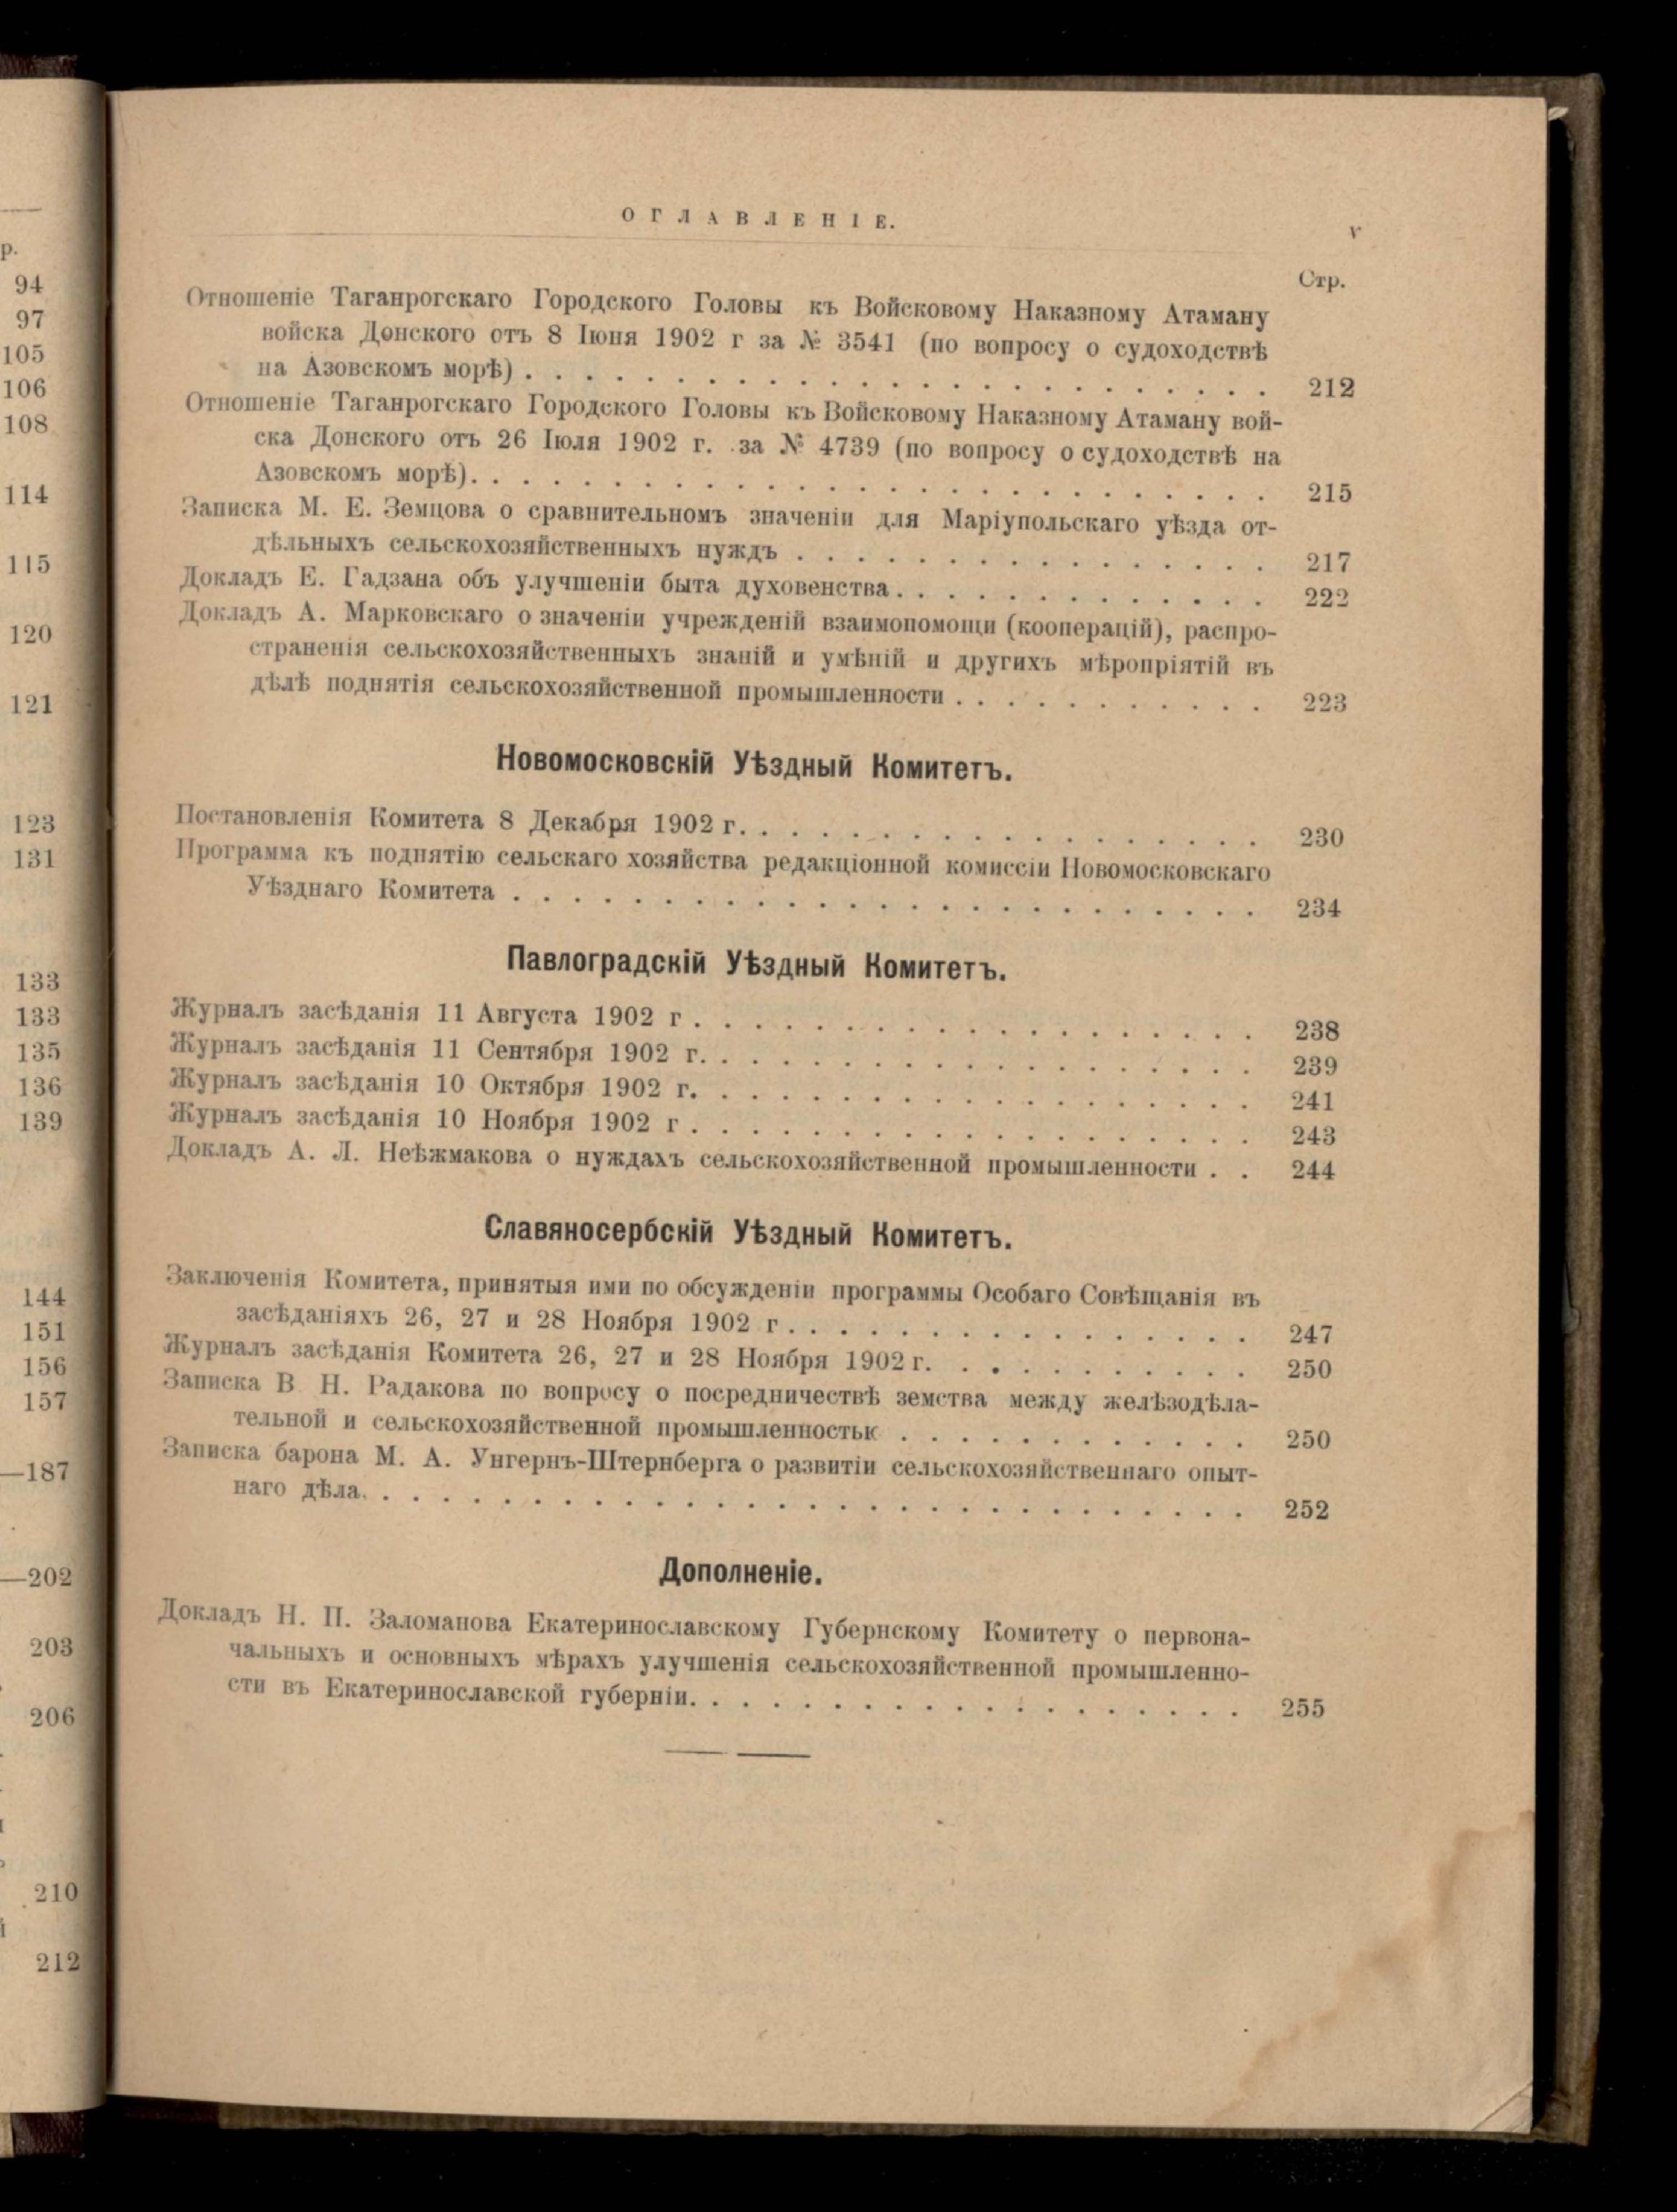 р.
94
97
105
106
108
114
115
120
121
123
131
133
133
135
136
139
144
151
156
157
—187
—202
203
206
210
212
ОГЛАВЛЕНІЕ.
V
Стр.
Отношеніе Таганрогскаго Городского Головы къ Войсковому Наказному Атаману
войска Донского отъ 8 Іюня 1902 г за № 3541 (по вопросу о судоходствѣ
на Азовскомъ морѣ) . . . . . . . . . . . . . . . . . . . . . . . . 212
Отношеніе Таганрогскаго Городского Головы къ Войсковому Наказному Атаману вой-
ска Донского отъ 26 Іюля 1902 г. за № 4739 (по вопросу о судоходствѣ на
Азовскомъ морѣ). . . . . . . . . . . . . . . . . . . . . . . . . . 215
Записка М. Е. Земцова о сравнительномъ значеніи для Маріупольскаго уѣзда от-
дѣльныхъ сельскохозяйственныхъ нуждъ . . . . . . . . . . . . . . . . 217
Докладъ Е. Гадзана объ улучшеніи быта духовенства. . . . . . . . . . . . . 222
Докладъ А. Марковскаго о значеніи учрежденій взаимопомощи (коопераціи), распро-
страненія сельскохозяйственныхъ знаній и умѣній и другихъ мѣропріятій въ
дѣлѣ поднятія сельскохозяйственной промышленности . . . . . . . . . . . 223
Новомосковскій Уѣздный Комитетъ.
Постановленія Комитета 8 Декабря 1902 г. . . . . . . . . . . . . . . . . . 230
Программа къ поднятію сельскаго хозяйства редакціонной комиссіи Новомосковскаго
Уѣзднаго Комитета . . . . . . . . . . . . . . . . . . . . . . . . . 234
Павлоградскій Уѣздный Комитетъ.
Журналъ засѣданія 11 Августа 1902 г . . . . . . . . . . . . . . . . . . . 238
Журналъ засѣданія 11 Сентября 1902 г. . . . . . . . . . . . . . . . . . . 239
Журналъ засѣданія 10 Октября 1902 г. . . . . . . . . . . . . . . . . . . 241
Журналъ засѣданія 10 Ноября 1902 г . . . . . . . . . . . . . . . . . . . 243
Докладъ А. Л. Неѣжмакова о нуждахъ сельскохозяйственной промышленности . . 244
Славяносербскій Уѣздный Комитетъ.
Заключенія Комитета, принятыя ими по обсужденіи программы Особаго Совѣщанія въ
засѣданіяхъ 26, 27 и 28 Ноября 1902 г . . . . . . . . . . . . . . . . 247
Журналъ засѣданія Комитета 26, 27 и 28 Ноября 1902 г. . . . . . . . . . . 250
Записка В Н. Радакова по вопросу о посредничествѣ земства между желѣзодѣла-
тельной и сельскохозяйственной промышленностью . . . . . . . . . . . . 250
Записка барона М. А. Унгернъ-Штернберга о развитіи сельскохозяйственнаго опыт-
наго дѣла. . . . . . . . . . . . . . . . . . . . . . . . . . . . . 252
Дополненіе.
Докладъ Н. П. Заломанова Екатеринославскому Губернскому Комитету о первона-
чальныхъ и основныхъ мѣрахъ улучшенія сельскохозяйственной промышленно-
сти въ Екатеринославской губерніи. . . . . . . . . . . . . . . . . . . 255